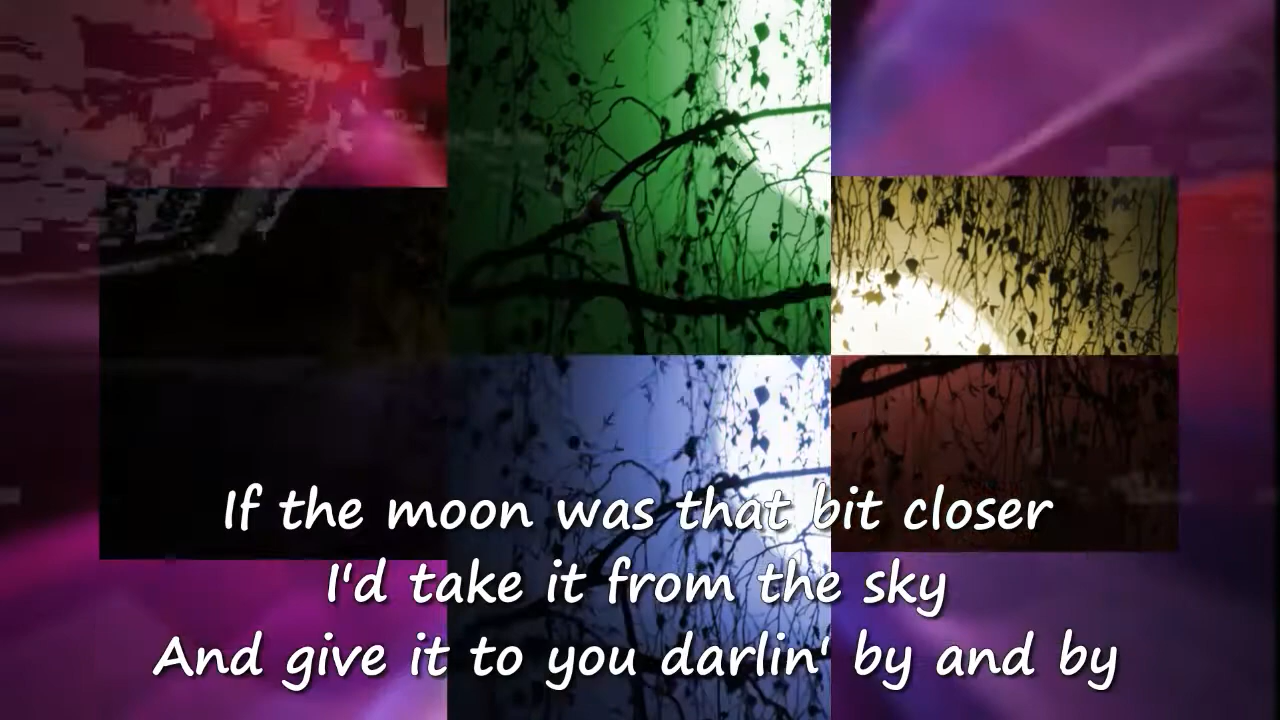 If the moon was that bit closer
I'd take it from the sky
And give it to you darlin' by and by